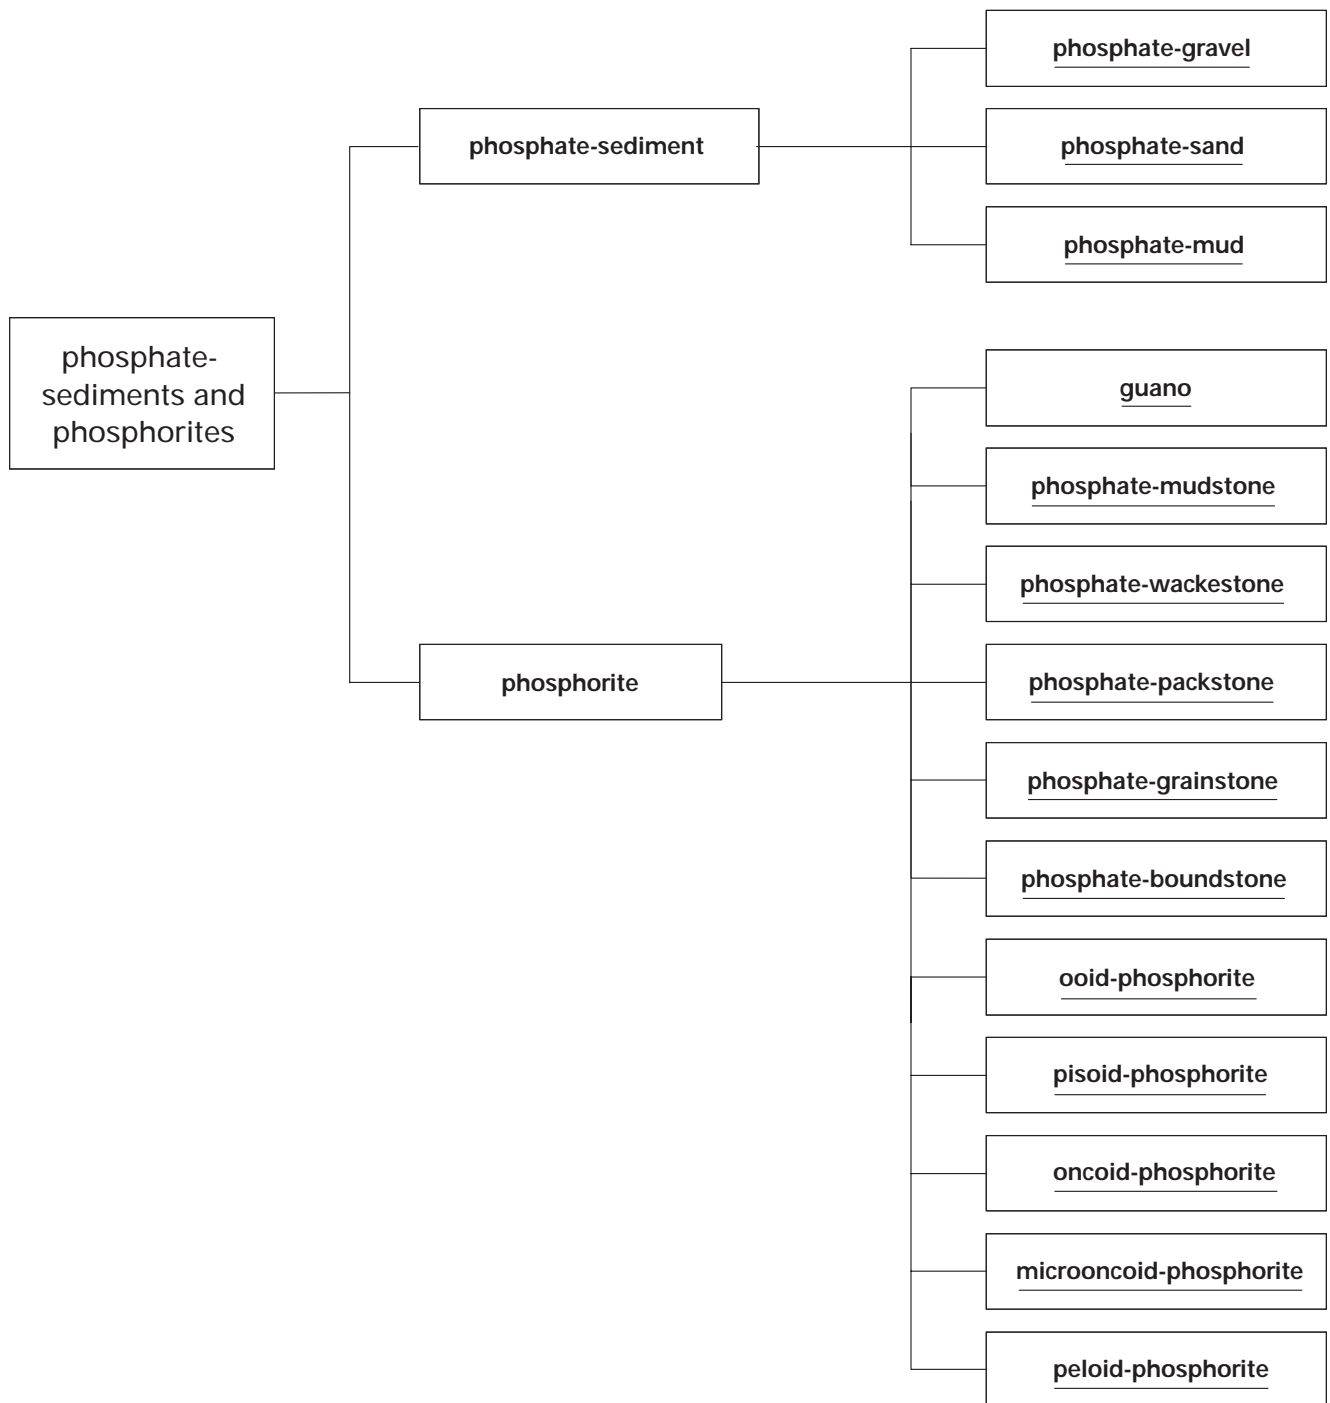 phosphate-gravel
phosphate-sediment
phosphate-sand
phosphate-mud
phosphate-
sediments and
phosphorites
guano
phosphate-mudstone
phosphate-wackestone
phosphorite
phosphate-packstone
phosphate-grainstone
phosphate-boundstone
ooid-phosphorite
pisoid-phosphorite
oncoid-phosphorite
microoncoid-phosphorite
peloid-phosphorite